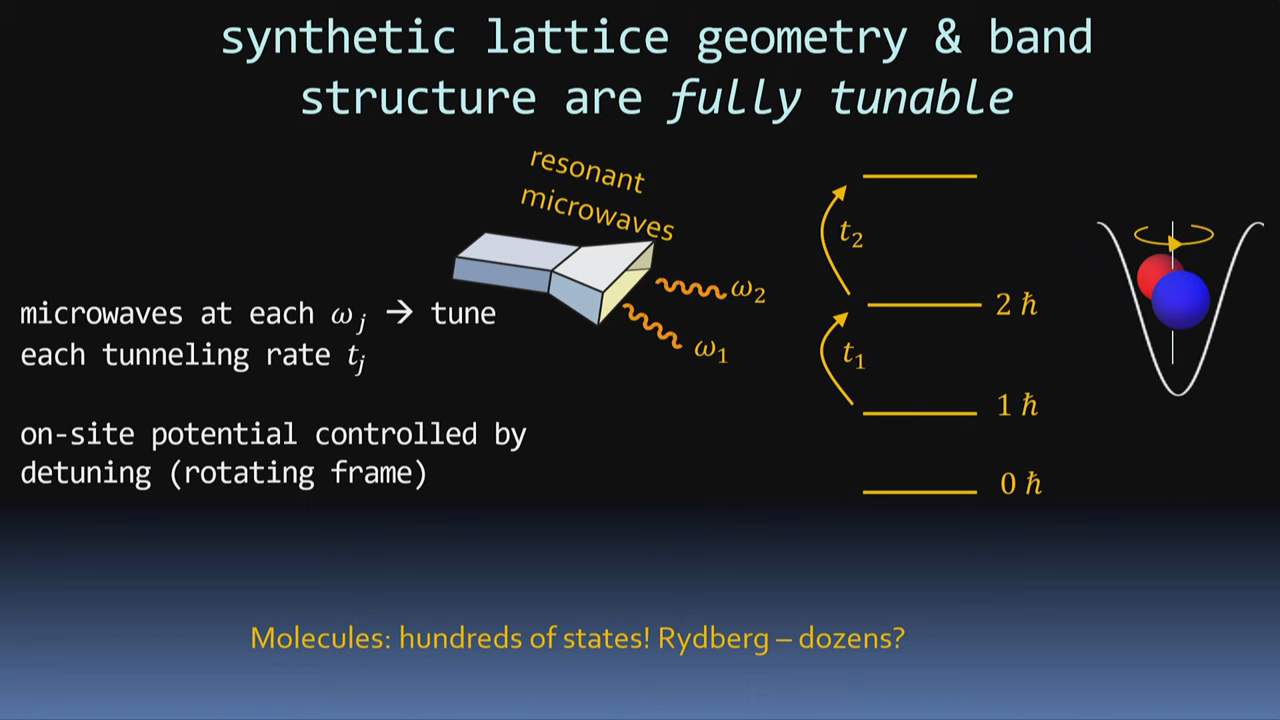 synthetic lattice geometry & band
structure are fully tunable
resonant
microwaves
ω₂
ω₁
microwaves at each ωⱼ → tune
each tunneling rate tⱼ
on-site potential controlled by
detuning (rotating frame)
t₂
t₁
2 ℏ
1 ℏ
0 ℏ
Molecules: hundreds of states! Rydberg – dozens?